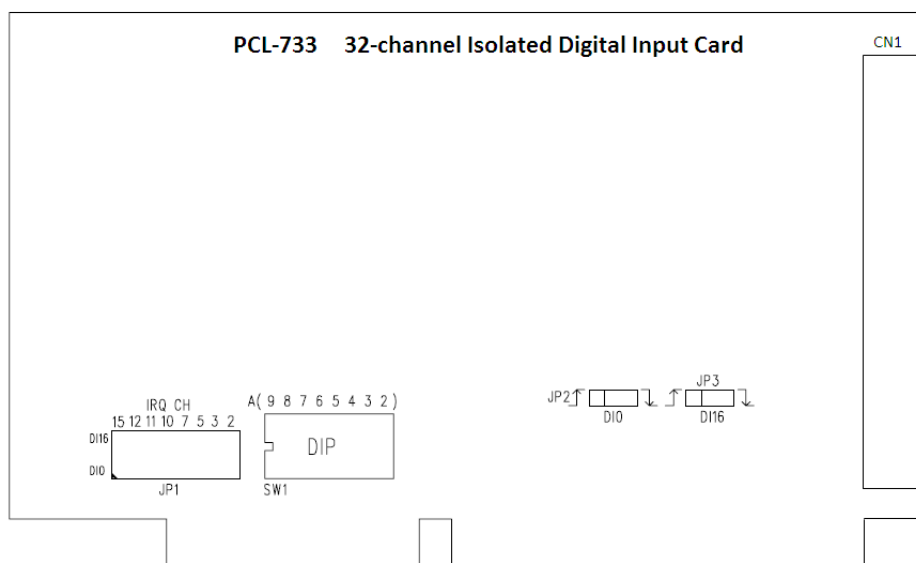 PCL-733 32-channel Isolated Digital Input Card
CN1
JP3
JP2
DI0
DI16
IRQ CH
15 12 11 10 7 5 3 2
DI16
DI0
JP1
A( 9 8 7 6 5 4 3 2 )
DIP
SW1